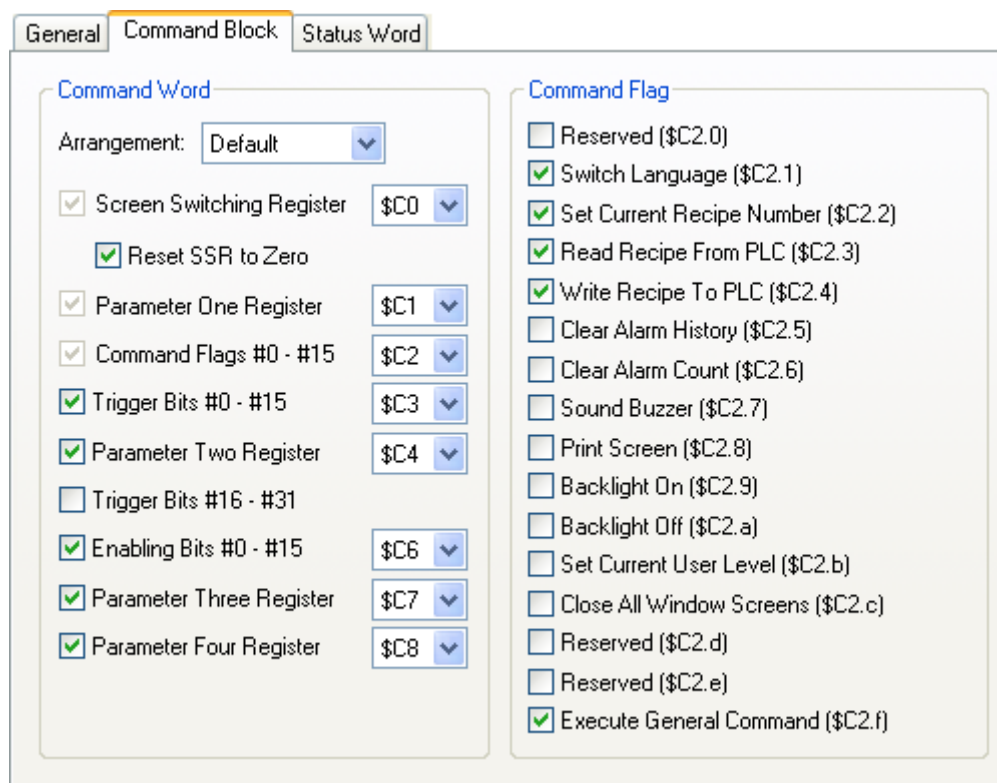 General Command Block Status Word
Command Word
Arrangement: Default
Screen Switching Register $C0
Reset SSR to Zero
Parameter One Register $C1
Command Flags #0 - #15 $C2
Trigger Bits #0 - #15 $C3
Parameter Two Register $C4
Trigger Bits #16 - #31
Enabling Bits #0 - #15 $C6
Parameter Three Register $C7
Parameter Four Register $C8
Command Flag
Reserved ($C2.0)
Switch Language ($C2.1)
Set Current Recipe Number ($C2.2)
Read Recipe From PLC ($C2.3)
Write Recipe To PLC ($C2.4)
Clear Alarm History ($C2.5)
Clear Alarm Count ($C2.6)
Sound Buzzer ($C2.7)
Print Screen ($C2.8)
Backlight On ($C2.9)
Backlight Off ($C2.a)
Set Current User Level ($C2.b)
Close All Window Screens ($C2.c)
Reserved ($C2.d)
Reserved ($C2.e)
Execute General Command ($C2.f)